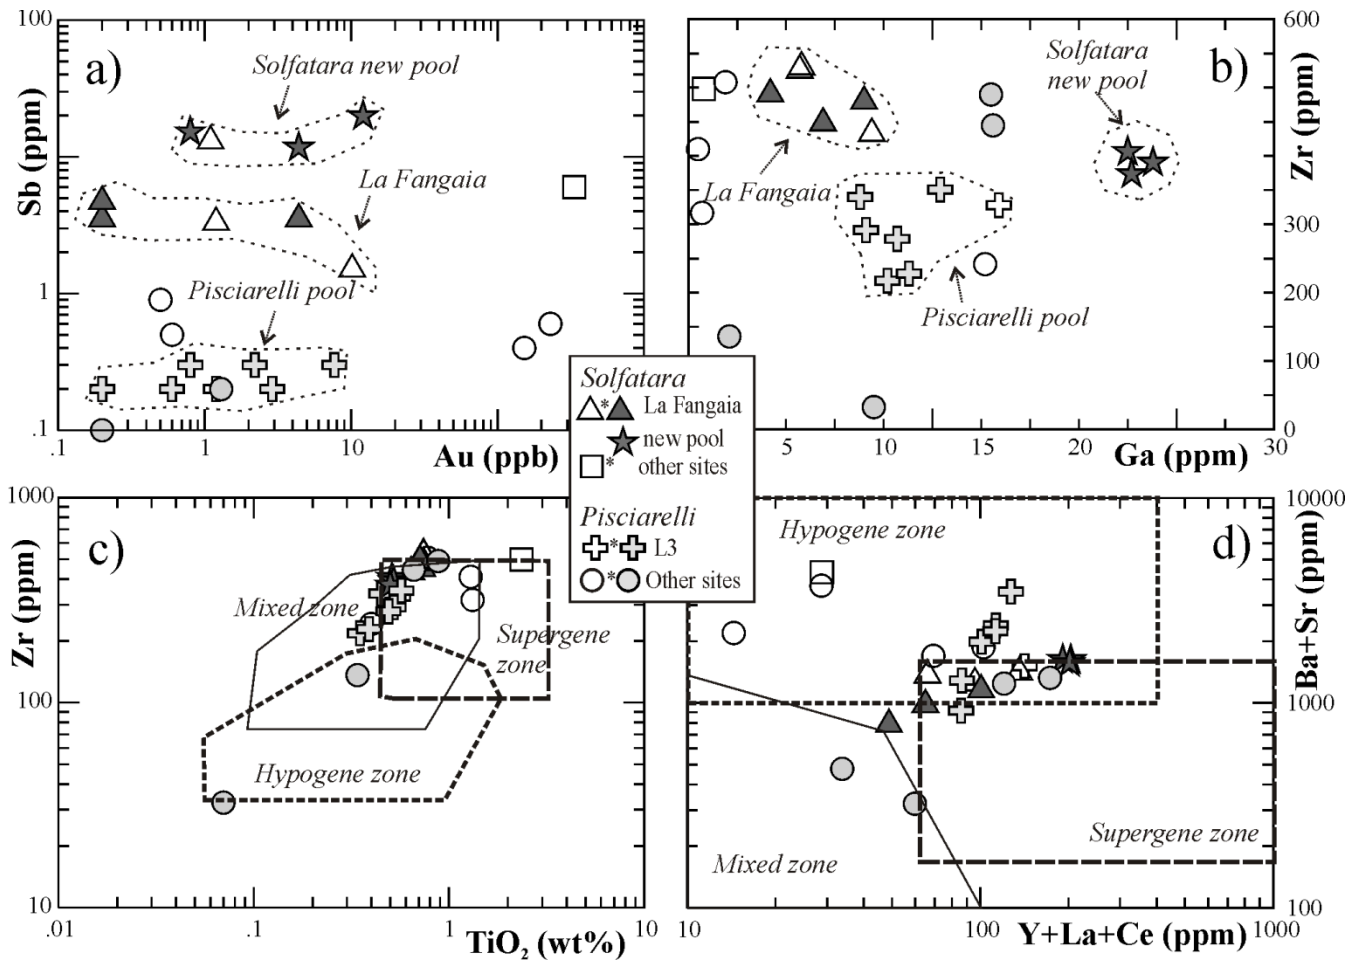 100
a)
Solfatara new pool
Sb (ppm)
La Fangaia
1
Pisciarelli pool
.1
.1
1
10
Au (ppb)
600
b)
Solfatara
new pool
Zr (ppm)
La Fangaia
300
200
Pisciarelli pool
100
0
5
10
15
20
25
30
Ga (ppm)
Solfatara
* La Fangaia
new pool
* other sites
Pisciarelli
* L3
* Other sites
1000
c)
Zr (ppm)
Mixed zone
Supergene
zone
100
Hypogene zone
10
.01
.1
1
10
TiO2 (wt%)
10000
Hypogene zone
d)
Ba+Sr (ppm)
1000
Supergene zone
Mixed zone
100
10
100
1000
Y+La+Ce (ppm)